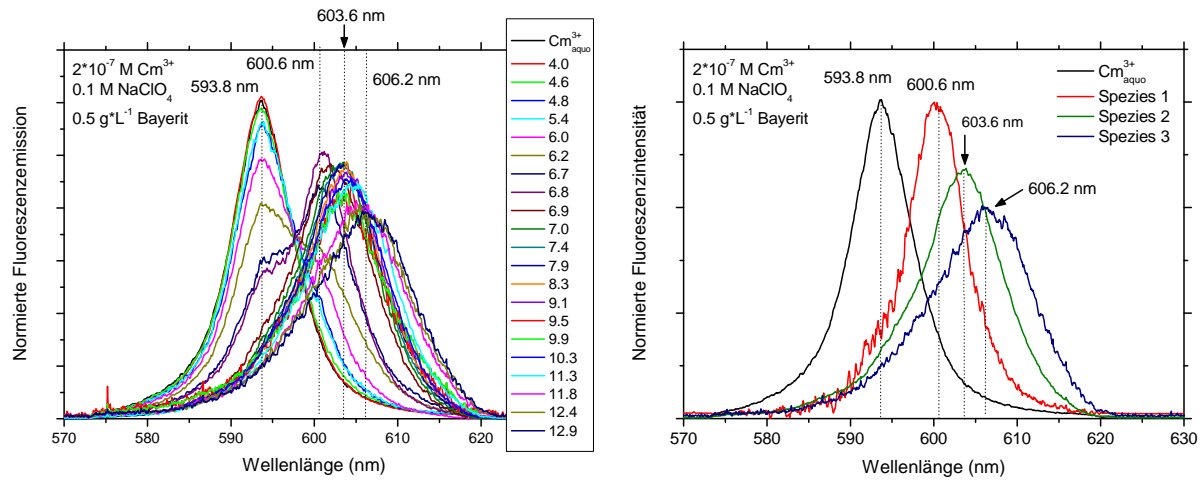 603.6 nm
2*10⁻⁷ M Cm³⁺
0.1 M NaClO₄
0.5 g*L⁻¹ Bayerit
600.6 nm
593.8 nm
606.2 nm
Cm³⁺aquo
4.0
4.6
4.8
5.4
6.0
6.2
6.7
6.8
6.9
7.0
7.4
7.9
8.3
9.1
9.5
9.9
10.3
11.3
11.8
12.4
12.9
Normierte Fluoreszenzemission
570 580 590 600 610 620
Wellenlänge (nm)
2*10⁻⁷ M Cm³⁺
0.1 M NaClO₄
0.5 g*L⁻¹ Bayerit
593.8 nm
600.6 nm
603.6 nm
606.2 nm
Cm³⁺aquo
Spezies 1
Spezies 2
Spezies 3
Normierte Fluoreszenzintensität
570 580 590 600 610 620 630
Wellenlänge (nm)